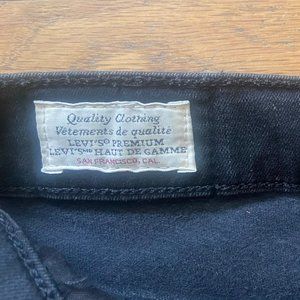 Quality Clothing
Vêtements de qualité
LEVI'S® PREMIUM
LEVI'S® HAUT DE GAMME
SAN FRANCISCO, CAL.